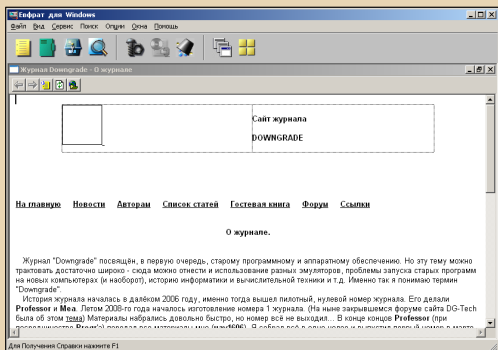 Евфрат для Windows
Файл Вид Сервис Поиск Опции Окна Помощь
Журнал Downgrade - О журнале
Сайт журнала
DOWNGRADE
На главную Новости Авторам Список статей Гостевая книга Форум Ссылки
О журнале.
Журнал "Downgrade" посвящён, в первую очередь, старому программному и аппаратному обеспечению. Но эту тему можно
трактовать достаточно широко - сюда можно отнести и использование разных эмуляторов, проблемы запуска старых программ
на новых компьютерах (и наоборот), историю информатики и вычислительной техники и т.д. Именно так я понимаю термин
"Downgrade".
История журнала началась в далёком 2006 году, именно тогда вышел пилотный, нулевой номер журнала. Его делали
Professor и Mea. Летом 2008-го года началось изготовление номера 1 журнала. (На ныне закрывшемся форуме сайта DG-Tech
была об этом тема) Материалы набрались довольно быстро, но номер всё не выходил... В конце концов Professor (при
Для Получения Справки нажмите F1